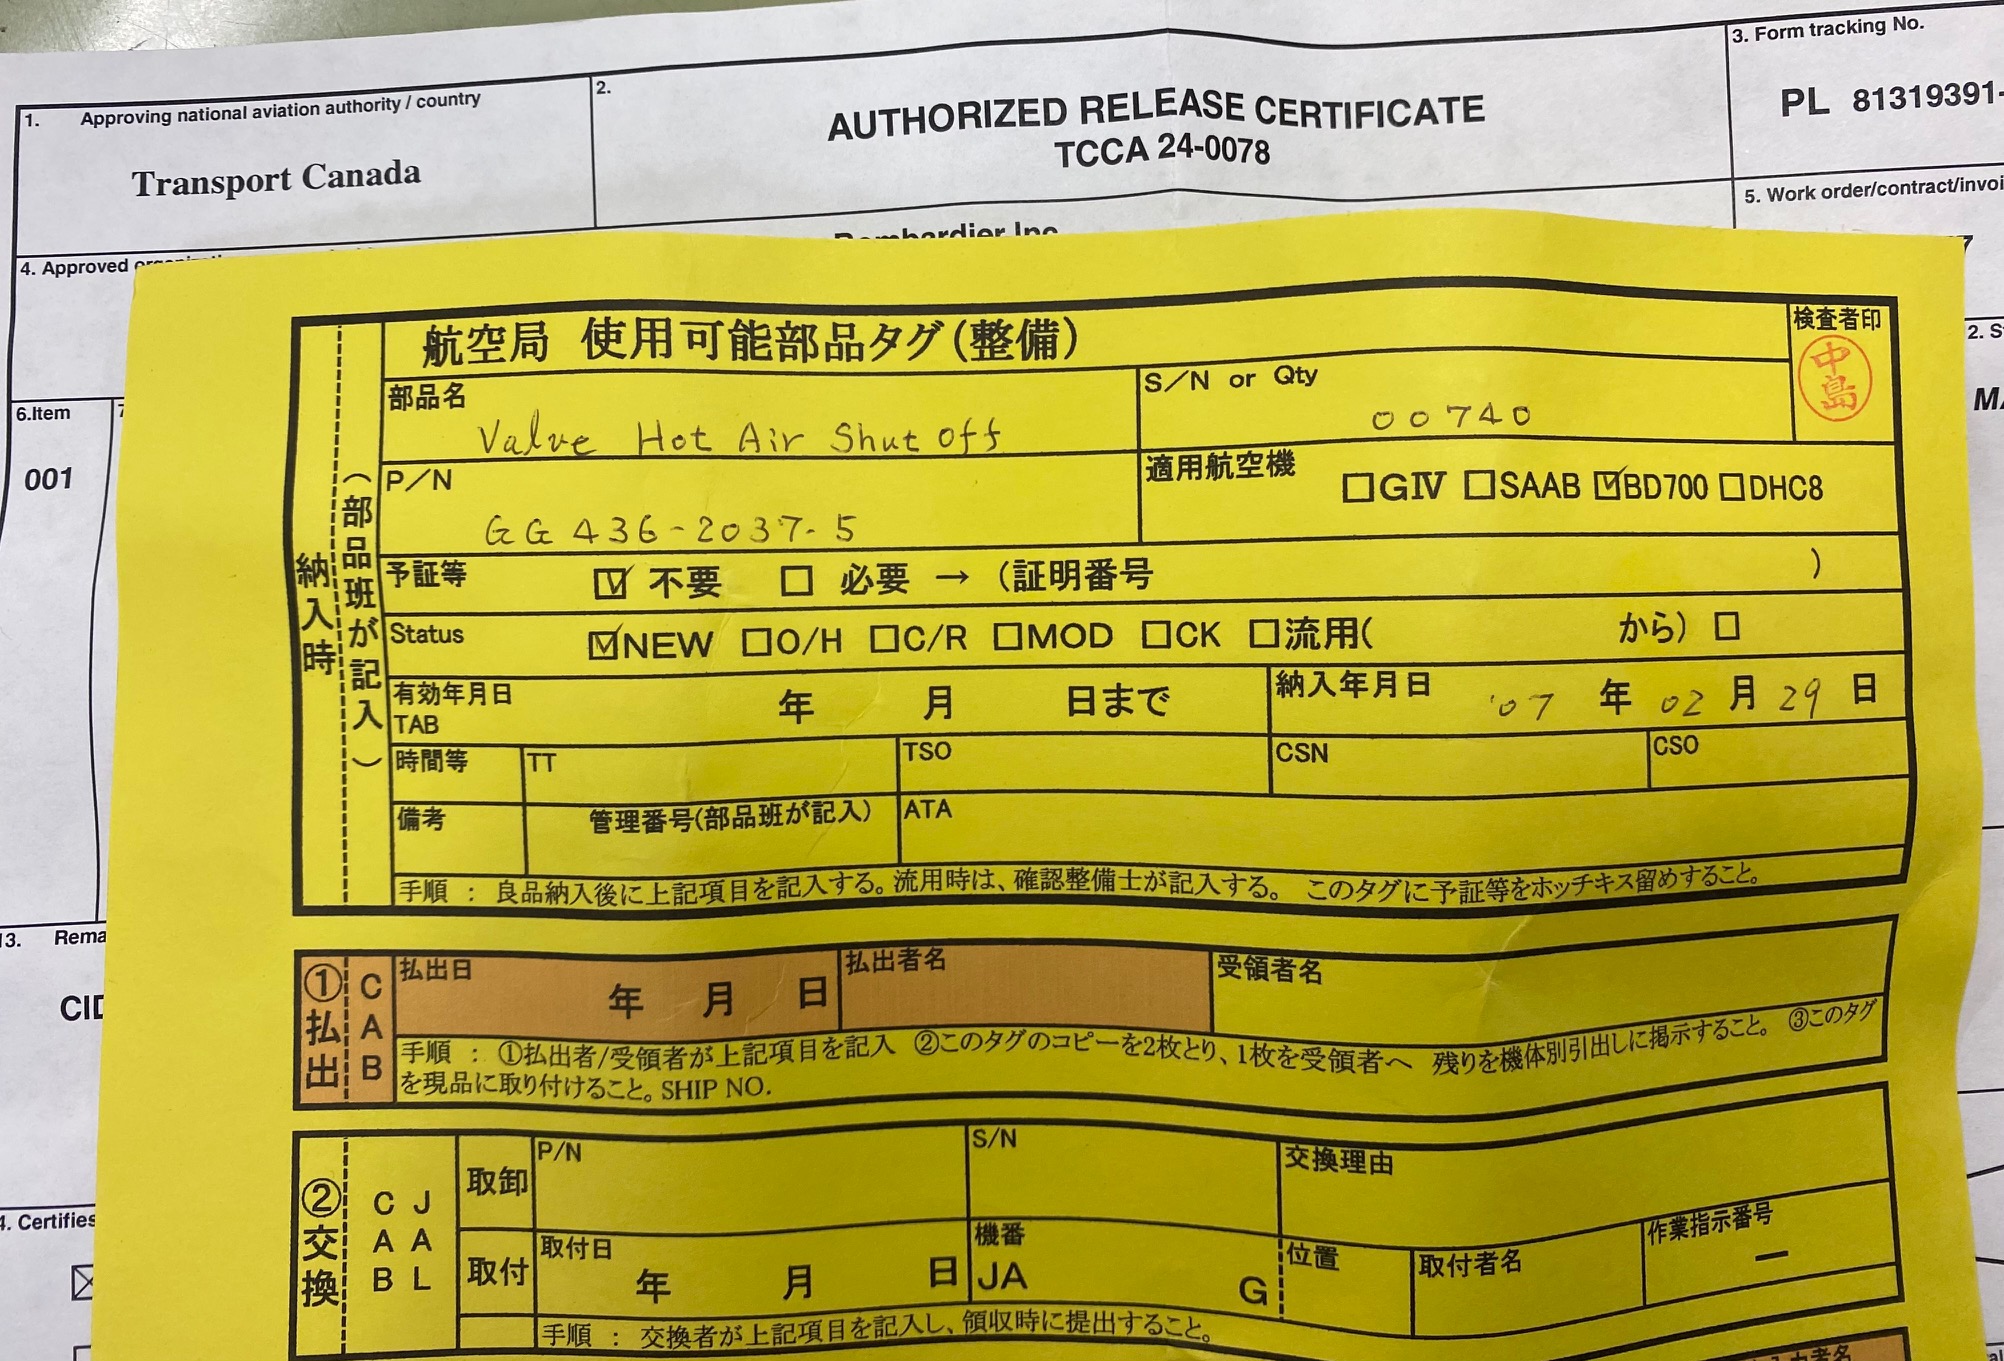 1. Approving national aviation authority / country
Transport Canada
2.
AUTHORIZED RELEASE CERTIFICATE
TCCA 24-0078
3. Form tracking No.
PL 81319391-
4. Approved
Bombardier Inc
5. Work order/contract/invoi
6.Item
001
2. S
13. Rema
4. Certifies
納入時
(部品班が記入)
航空局 使用可能部品タグ(整備)
検査者印
中島
部品名
Valve Hot Air Shut Off
S/N or Qty
00740
P/N
GG 436-2037-5
適用航空機
□GIV □SAAB ☑BD700 □DHC8
予証等
☑ 不要 □ 必要 → (証明番号 )
Status
☑NEW □O/H □C/R □MOD □CK □流用( から) □
有効年月日
TAB
年 月 日まで
納入年月日
'07 年 02 月 29 日
時間等
TT
TSO
CSN
CSO
備考
管理番号(部品班が記入)
ATA
手順 : 良品納入後に上記項目を記入する。流用時は、確認整備士が記入する。 このタグに予証等をホッチキス留めすること。
①払出
CAB
払出日
年 月 日
払出者名
受領者名
手順 : ①払出者/受領者が上記項目を記入 ②このタグのコピーを2枚とり、1枚を受領者へ 残りを機体別引出しに掲示すること。 ③このタグ
を現品に取り付けること。SHIP NO.
②交換
CAB
JAL
取卸
P/N
S/N
交換理由
取付
取付日
年 月 日
機番
JA G
位置
取付者名
作業指示番号
—
手順 : 交換者が上記項目を記入し、領収時に提出すること。